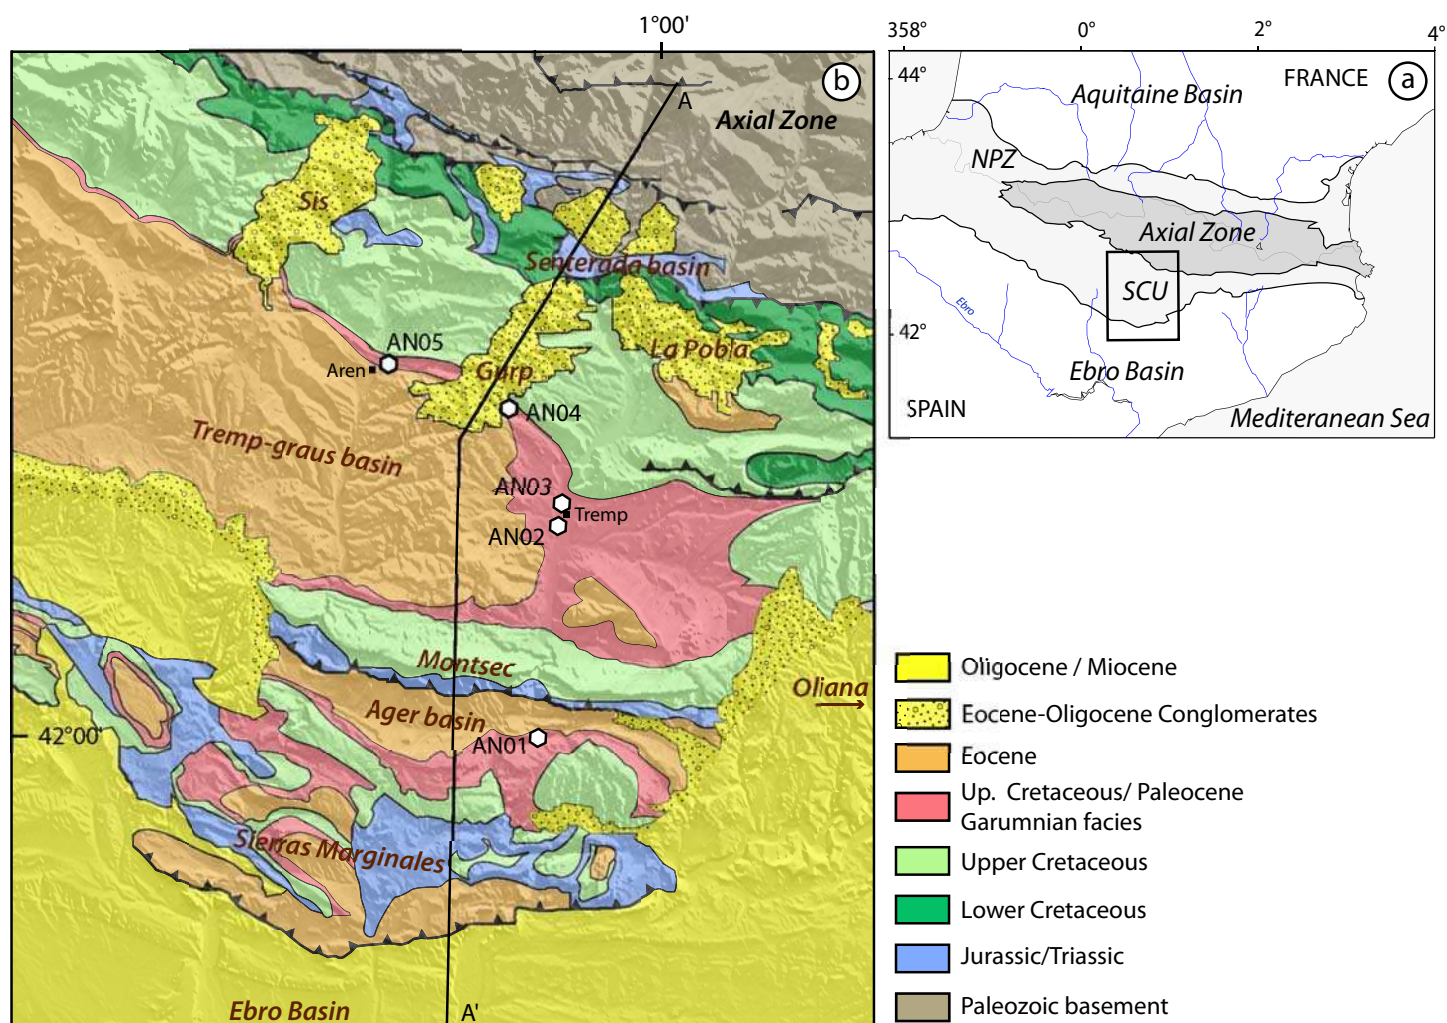 1°00'
b
A
Axial Zone
Sis
Senterada basin
AN05
Aren
Gurp
La Pobla
AN04
Tremp-graus basin
AN03
Tremp
AN02
Montsec
Oliana
Ager basin
42°00'
AN01
Sierras Marginales
Ebro Basin
A'
358°
0°
2°
4°
44°
FRANCE
a
Aquitaine Basin
NPZ
Axial Zone
SCU
Ebro
42°
Ebro Basin
SPAIN
Mediteranean Sea
Oligocene / Miocene
Eocene-Oligocene Conglomerates
Eocene
Up. Cretaceous/ Paleocene
Garumnian facies
Upper Cretaceous
Lower Cretaceous
Jurassic/Triassic
Paleozoic basement